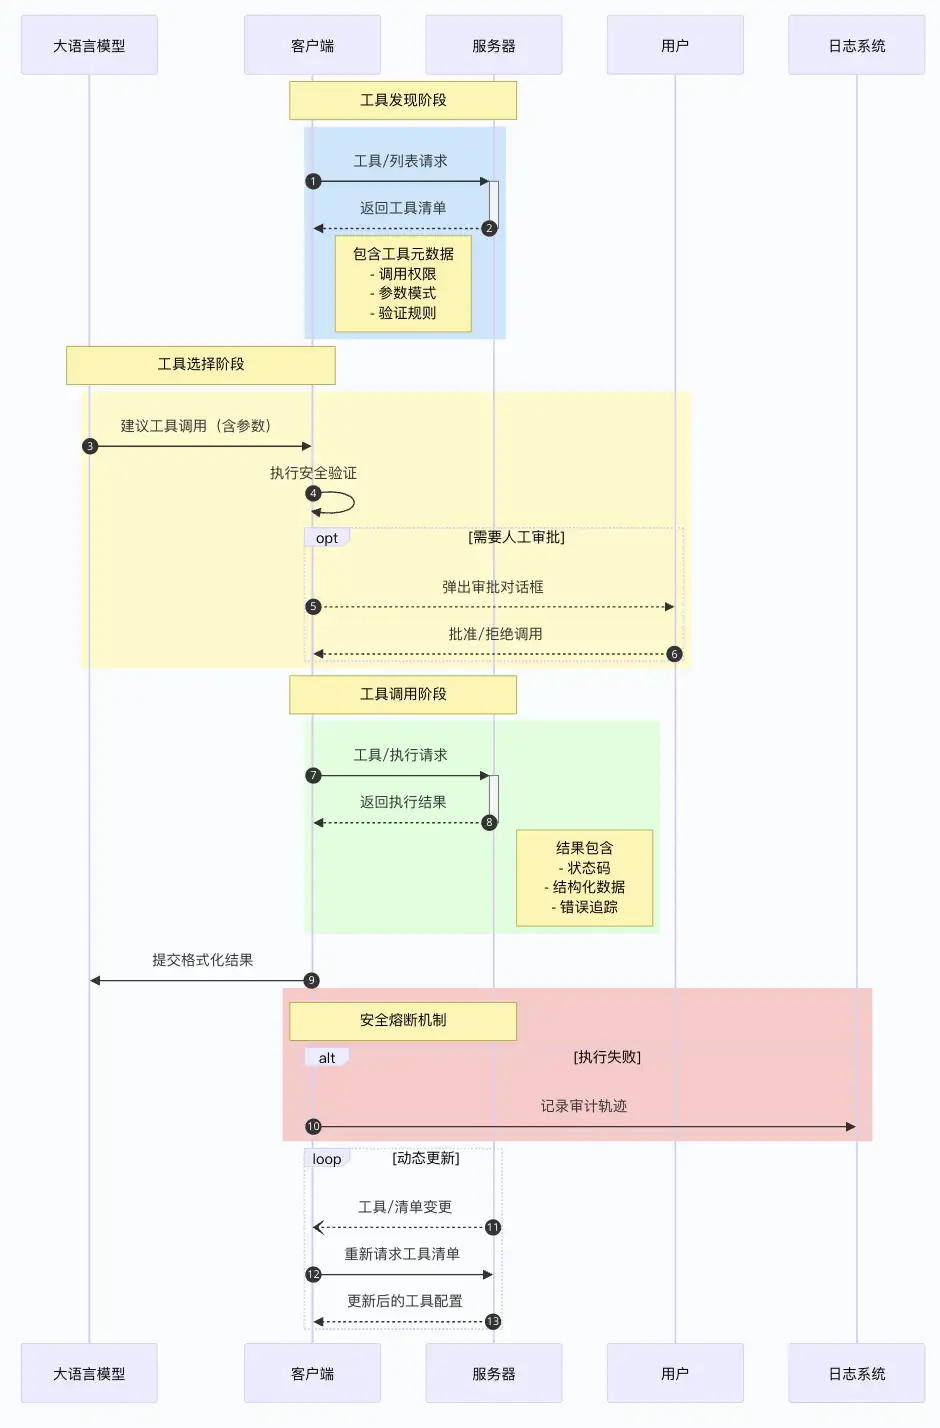 大语言模型
客户端
服务器
用户
日志系统
工具发现阶段
工具/列表请求
1
返回工具清单
2
包含工具元数据
- 调用权限
- 参数模式
- 验证规则
工具选择阶段
建议工具调用（含参数）
3
执行安全验证
4
opt
[需要人工审批]
弹出审批对话框
5
批准/拒绝调用
6
工具调用阶段
工具/执行请求
7
返回执行结果
8
结果包含
- 状态码
- 结构化数据
- 错误追踪
提交格式化结果
9
安全熔断机制
alt
[执行失败]
记录审计轨迹
10
loop
[动态更新]
工具/清单变更
11
重新请求工具清单
12
更新后的工具配置
13
大语言模型
客户端
服务器
用户
日志系统